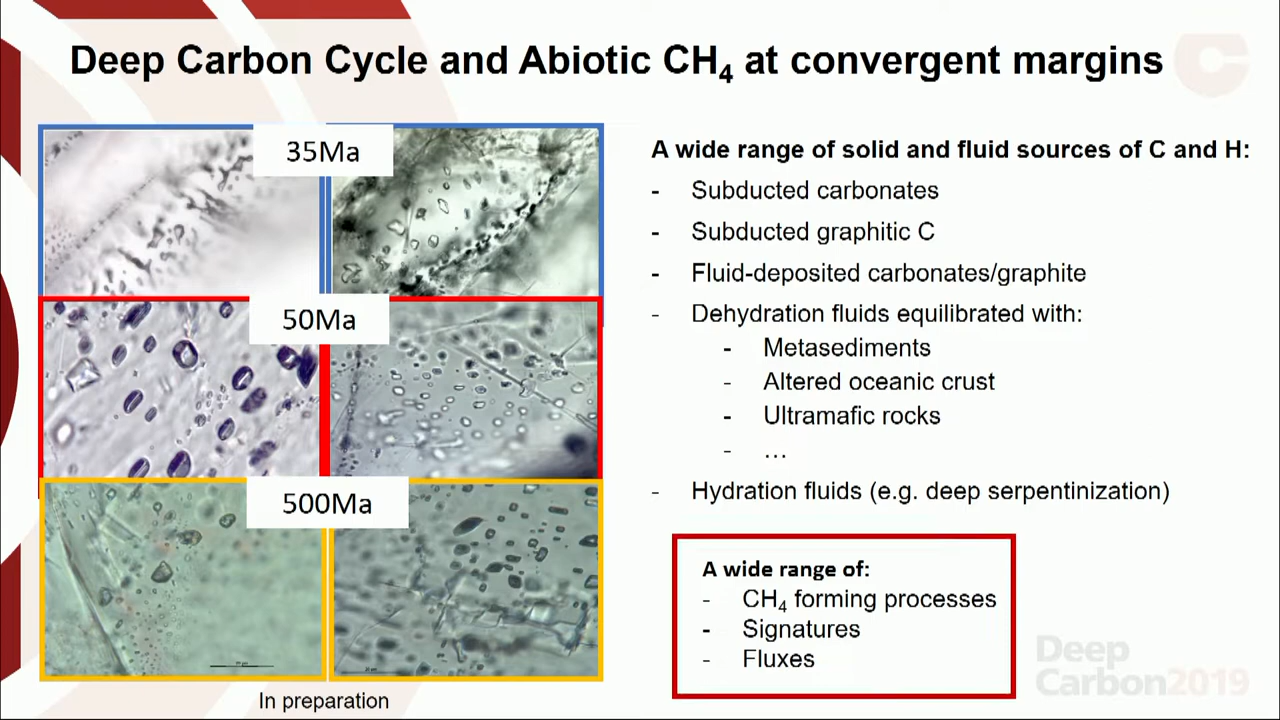 Deep Carbon Cycle and Abiotic CH₄ at convergent margins
35Ma
50Ma
500Ma
In preparation
A wide range of solid and fluid sources of C and H:
- Subducted carbonates
- Subducted graphitic C
- Fluid-deposited carbonates/graphite
- Dehydration fluids equilibrated with:
- Metasediments
- Altered oceanic crust
- Ultramafic rocks
- …
- Hydration fluids (e.g. deep serpentinization)
A wide range of:
- CH₄ forming processes
- Signatures
- Fluxes
Deep
Carbon2019